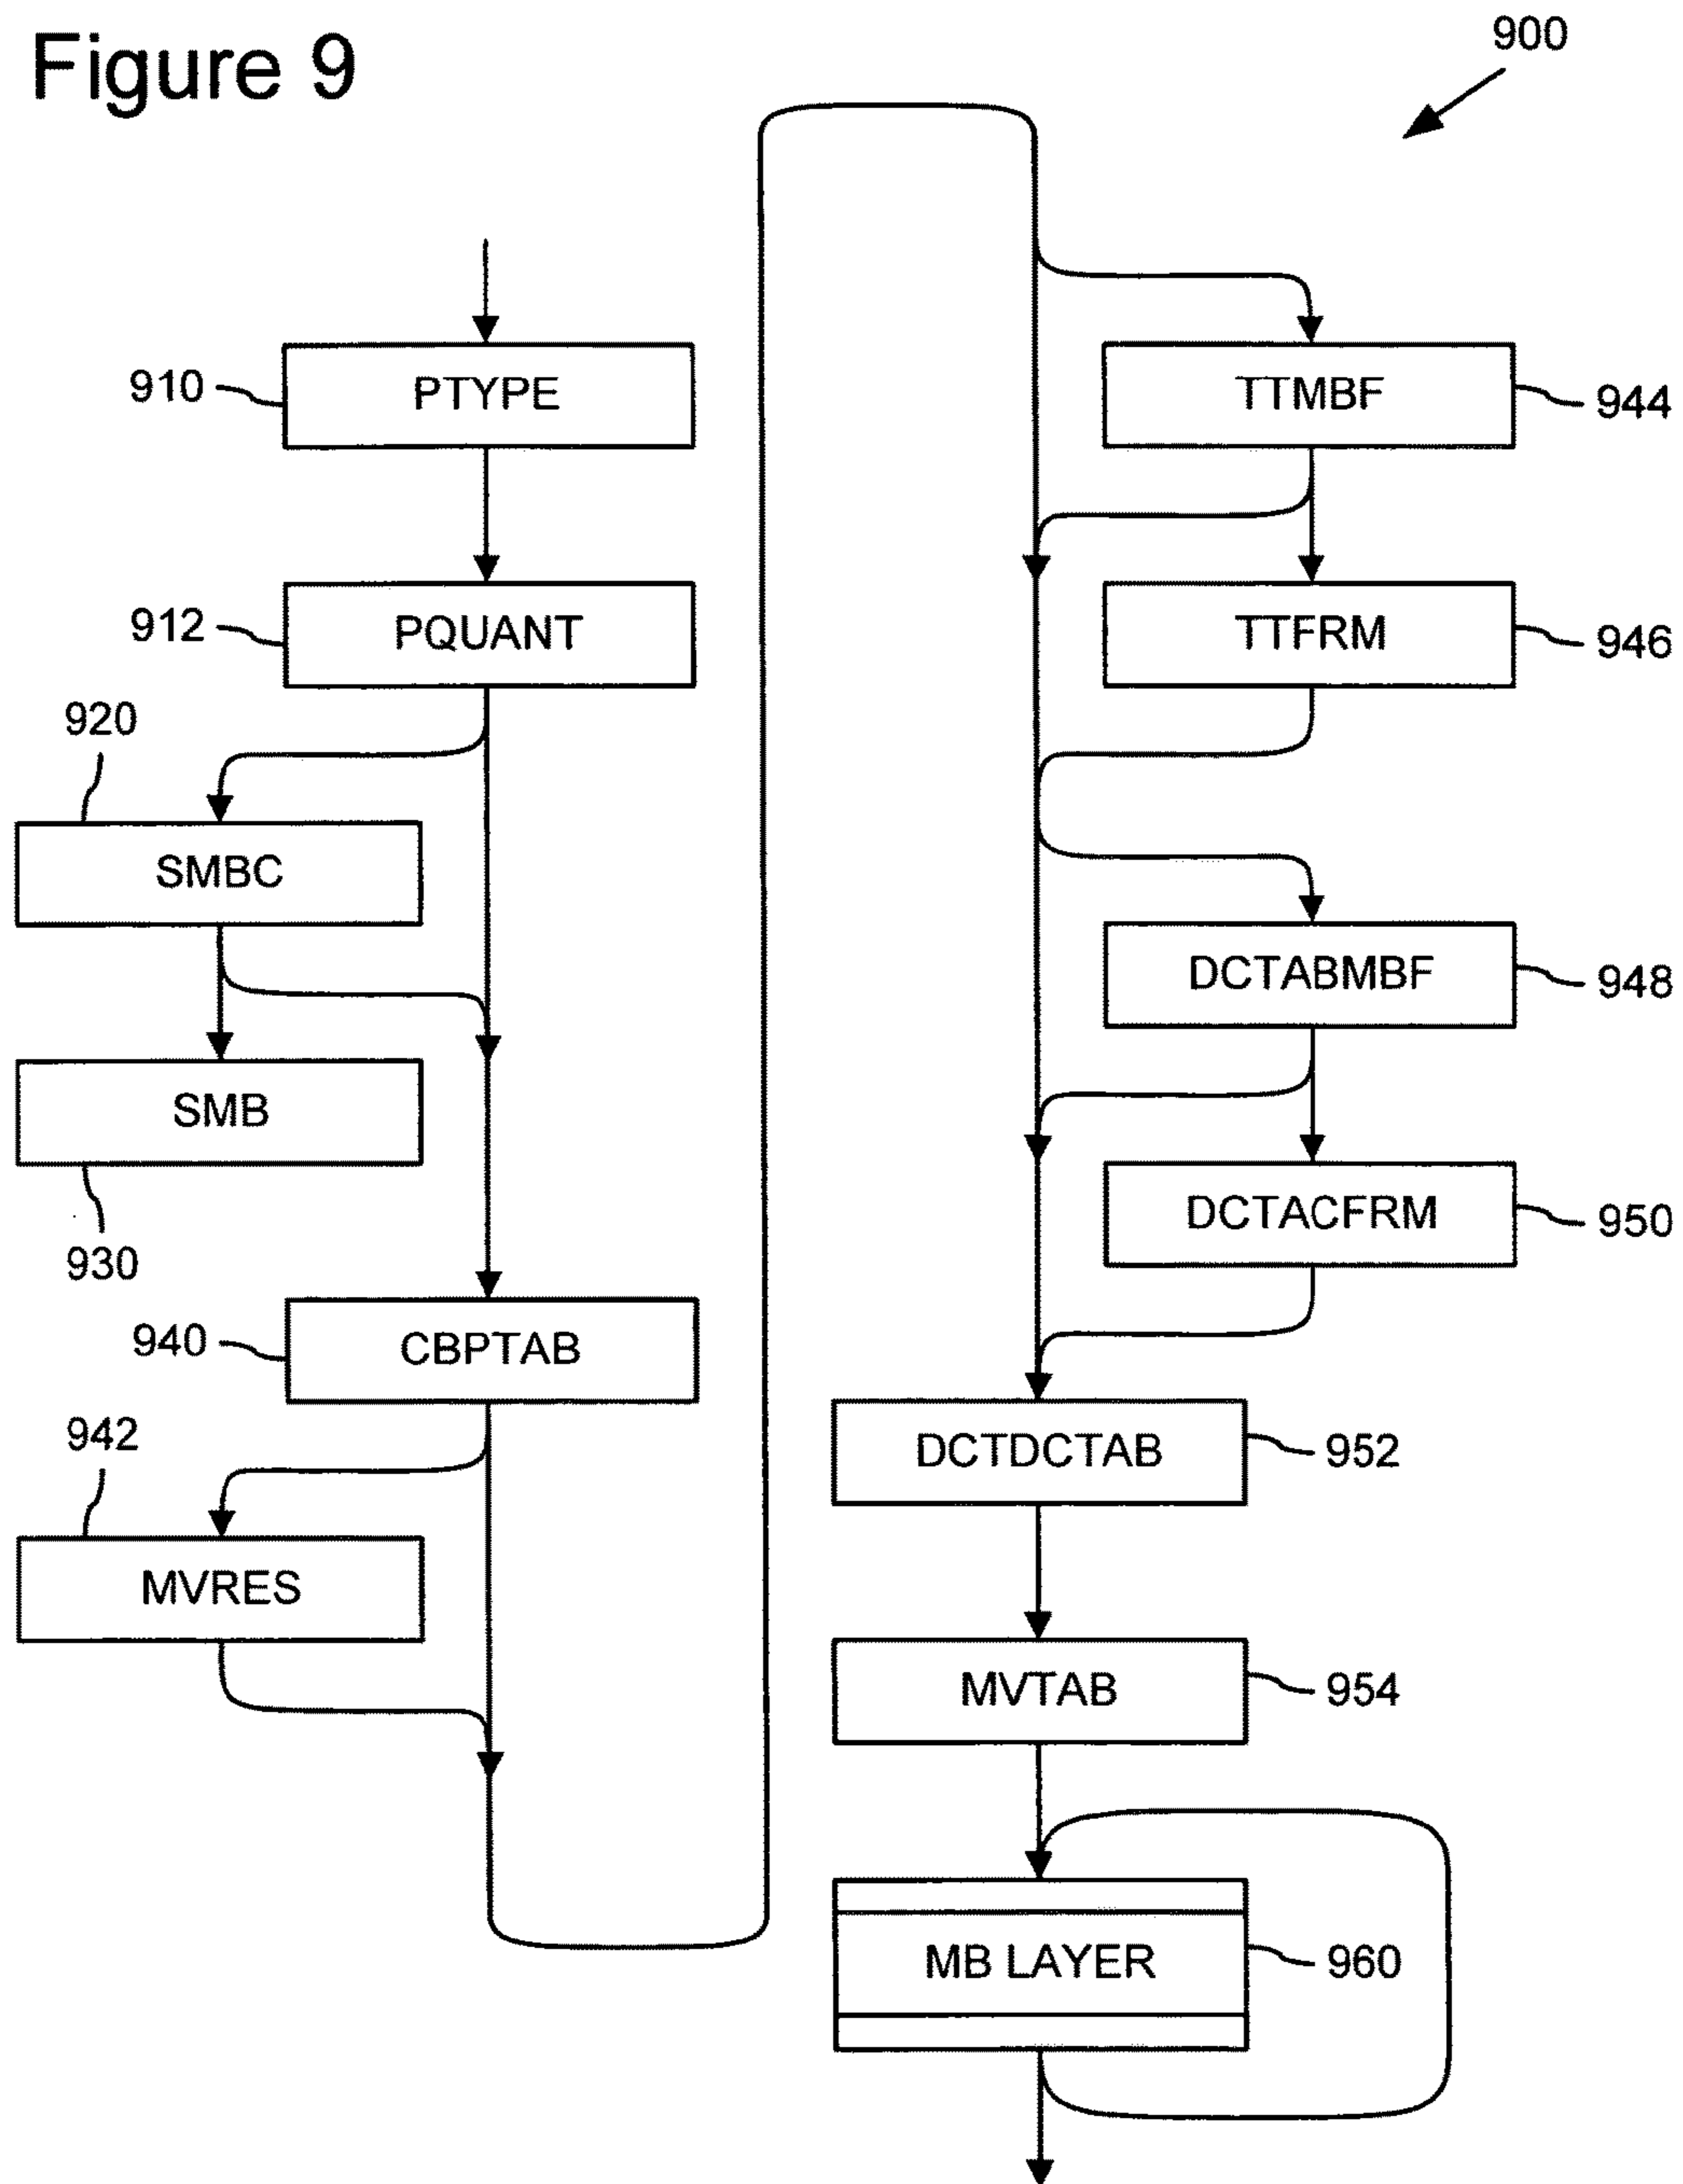 Figure 9
900
910
PTYPE
912
PQUANT
920
SMBC
SMB
930
940
CBPTAB
942
MVRES
TTMBF
944
TTFRM
946
DCTABMBF
948
DCTACFRM
950
DCTDCTAB
952
MVTAB
954
MB LAYER
960